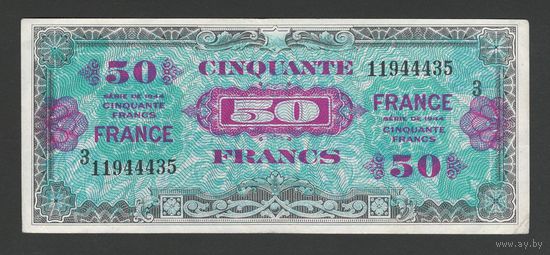 50
SÉRIE DE 1944
CINQUANTE
FRANCS
FRANCE
3
11944435
CINQUANTE
50
FRANCS
11944435
3
FRANCE
SÉRIE DE 1944
CINQUANTE
FRANCS
50
www.ay.by